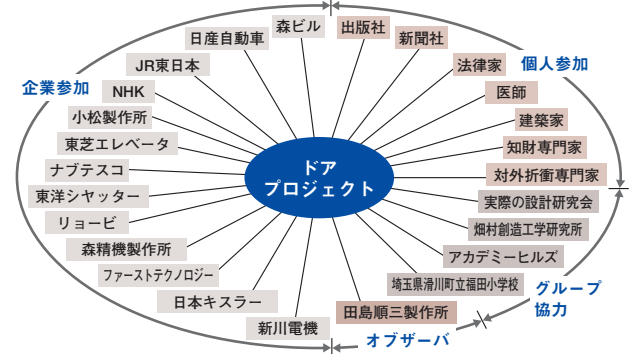 森ビル
日産自動車
JR東日本
企業参加
NHK
小松製作所
東芝エレベータ
ナブテスコ
東洋シヤッター
リョービ
森精機製作所
ファーストテクノロジー
日本キスラー
新川電機
ドア
プロジェクト
出版社
新聞社
法律家
個人参加
医師
建築家
知財専門家
対外折衝専門家
実際の設計研究会
畑村創造工学研究所
アカデミーヒルズ
埼玉県滑川町立福田小学校
グループ
協力
田島順三製作所
オブザーバ